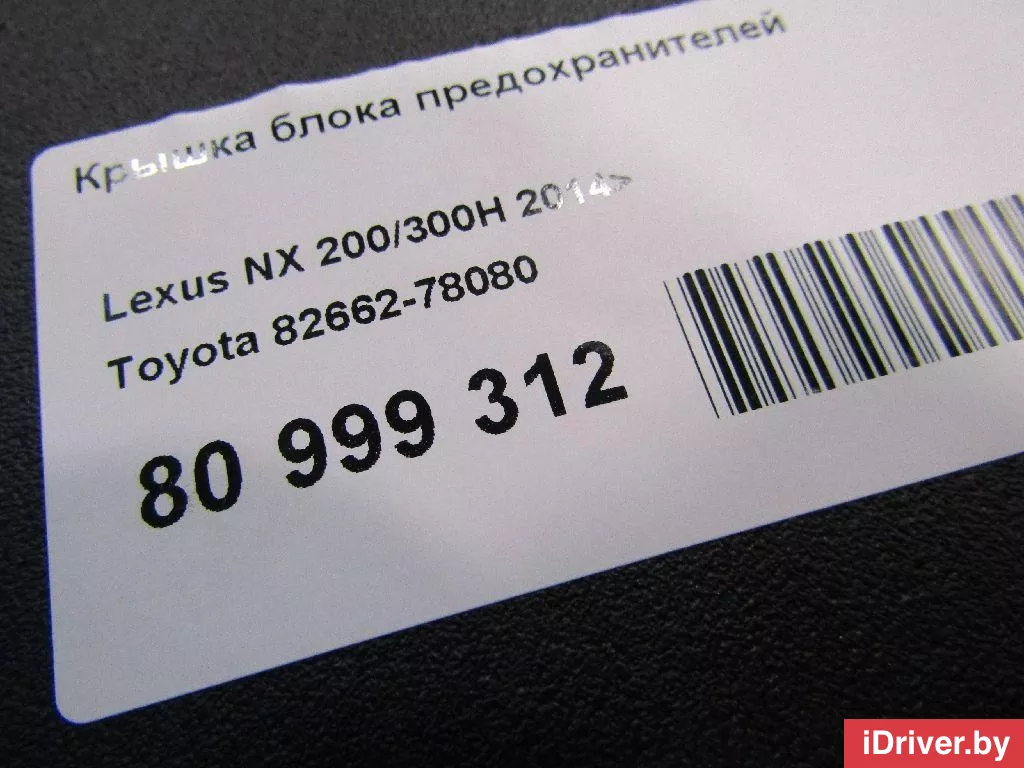 Крышка блока предохранителей
Lexus NX 200/300H 2014>
Toyota 82662-78080
80 999 312
iDriver.by